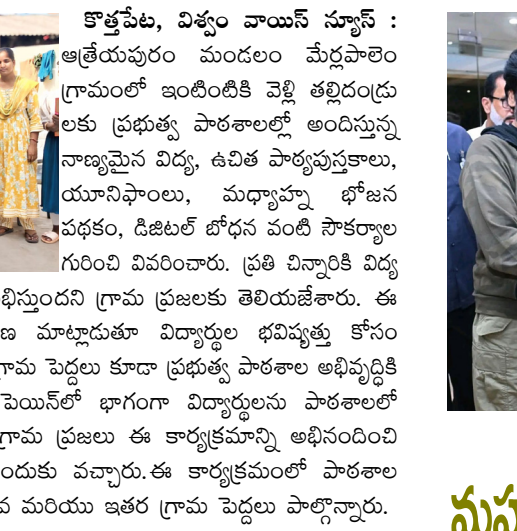 కొత్తపేట, విశ్వం వాయిస్ న్యూస్ :
ఆత్రేయపురం మండలం మేర్లపాలెం
గ్రామంలో ఇంటింటికి వెళ్లి తల్లిదండ్రు
లకు ప్రభుత్వ పాఠశాలల్లో అందిస్తున్న
నాణ్యమైన విద్య, ఉచిత పాఠ్యపుస్తకాలు,
యూనిఫాంలు, మధ్యాహ్న భోజన
పథకం, డిజిటల్ బోధన వంటి సౌకర్యాల
గురించి వివరించారు. ప్రతి చిన్నారికి విద్య
భిస్తుందని గ్రామ ప్రజలకు తెలియజేశారు. ఈ
ణ మాట్లాడుతూ విద్యార్థుల భవిష్యత్తు కోసం
గ్రామ పెద్దలు కూడా ప్రభుత్వ పాఠశాల అభివృద్ధికి
పెయిన్‌లో భాగంగా విద్యార్థులను పాఠశాలలో
గ్రామ ప్రజలు ఈ కార్యక్రమాన్ని అభినందించి
ందుకు వచ్చారు.ఈ కార్యక్రమంలో పాఠశాల
వ మరియు ఇతర గ్రామ పెద్దలు పాల్గొన్నారు.